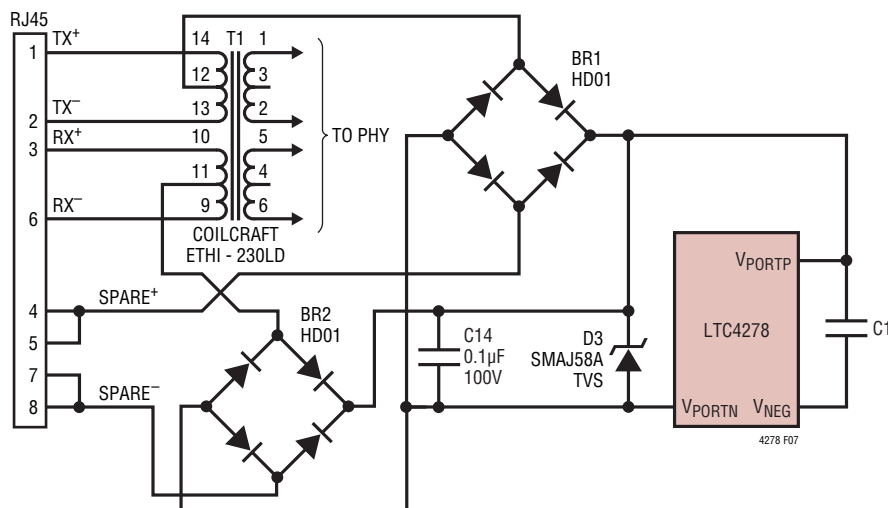 RJ45
1
TX+
2
TX−
3
RX+
6
RX−
4
SPARE+
5
7
SPARE−
8
14
T1
1
12
3
13
2
10
5
11
4
9
6
TO PHY
COILCRAFT
ETHI - 230LD
BR1
HD01
BR2
HD01
C14
0.1µF
100V
D3
SMAJ58A
TVS
VPORTP
LTC4278
VPORTN
VNEG
C1
4278 F07